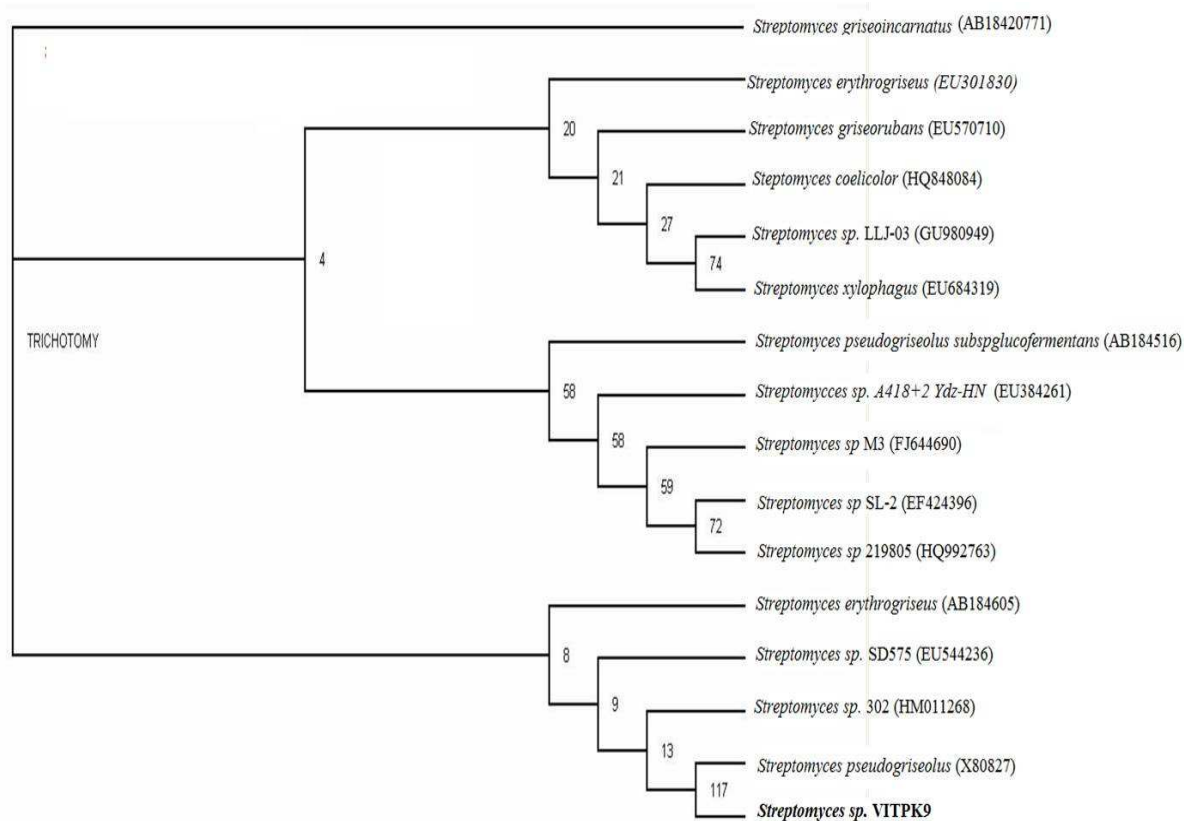 Streptomyces griseoincarnatus (AB18420771)
Streptomyces erythrogriseus (EU301830)
20
Streptomyces griseorubans (EU570710)
21
Steptomyces coelicolor (HQ848084)
27
Streptomyces sp. LLJ-03 (GU980949)
4
74
Streptomyces xylophagus (EU684319)
TRICHOTOMY
Streptomyces pseudogriseolus subspglucofermentans (AB184516)
58
Streptomycces sp. A418+2 Ydz-HN (EU384261)
58
Streptomyces sp M3 (FJ644690)
59
Streptomyces sp SL-2 (EF424396)
72
Streptomyces sp 219805 (HQ992763)
Streptomyces erythrogriseus (AB184605)
8
Streptomyces sp. SD575 (EU544236)
9
Streptomyces sp. 302 (HM011268)
13
Streptomyces pseudogriseolus (X80827)
117
Streptomyces sp. VITPK9